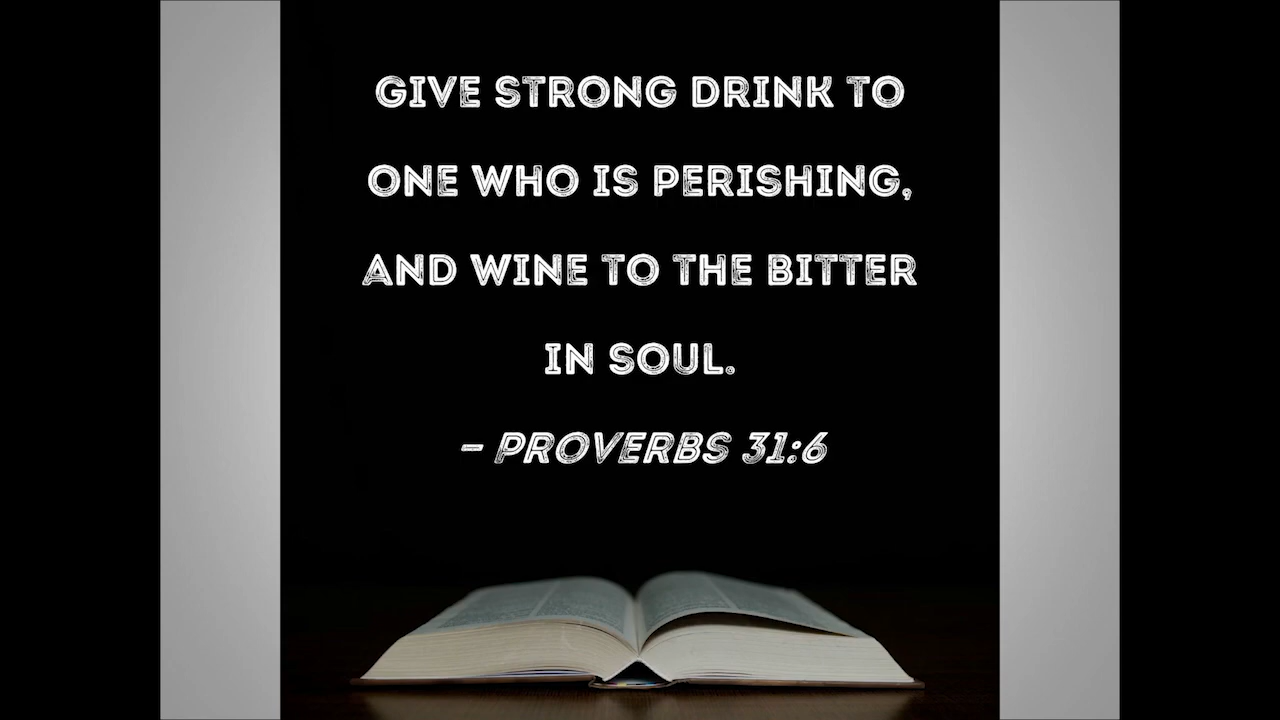 GIVE STRONG DRINK TO
ONE WHO IS PERISHING,
AND WINE TO THE BITTER
IN SOUL.
– PROVERBS 31:6